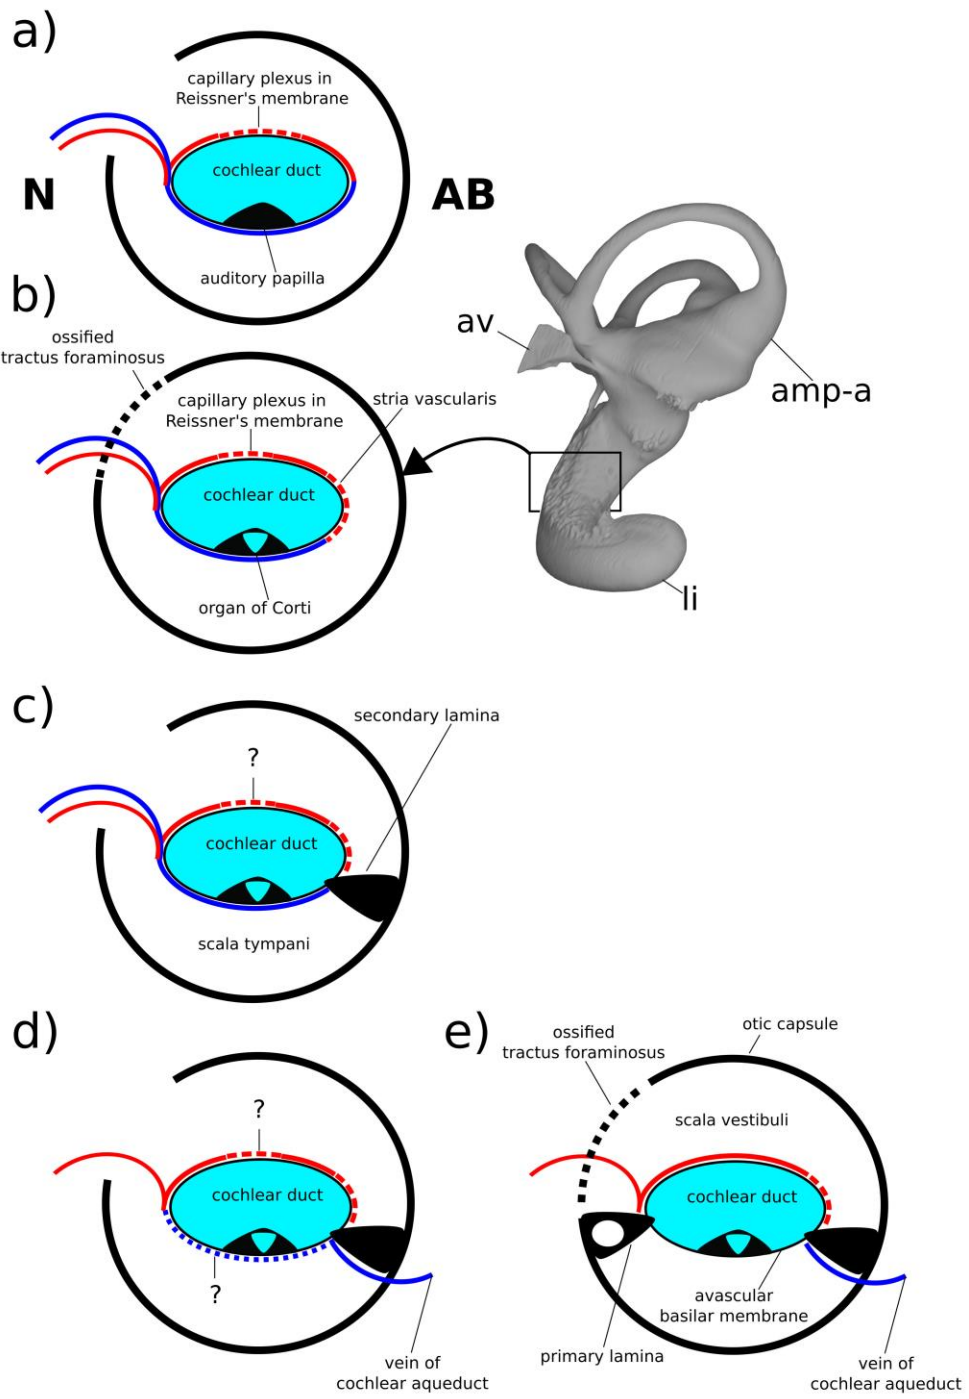 a)
capillary plexus in
Reissner's membrane
cochlear duct
N
AB
auditory papilla
b)
ossified
tractus foraminosus
capillary plexus in
Reissner's membrane
stria vascularis
cochlear duct
organ of Corti
av
amp-a
li
c)
secondary lamina
?
cochlear duct
scala tympani
d)
?
cochlear duct
?
vein of
cochlear aqueduct
e)
ossified
tractus foraminosus
otic capsule
scala vestibuli
cochlear duct
avascular
basilar membrane
primary lamina
vein of
cochlear aqueduct